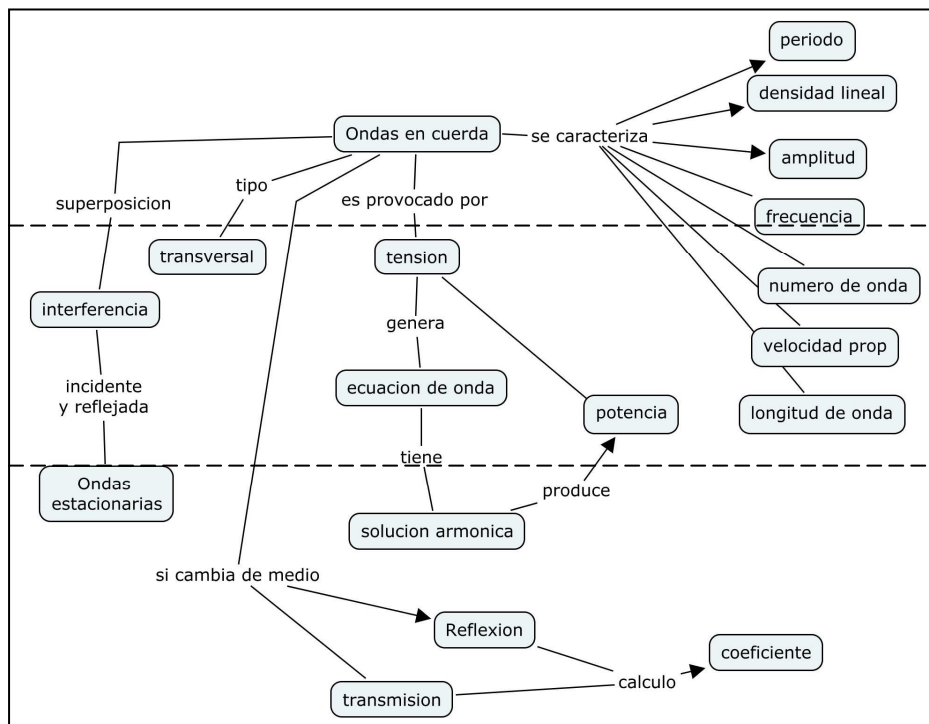 periodo
densidad lineal
Ondas en cuerda
se caracteriza
amplitud
tipo
superposicion
es provocado por
frecuencia
transversal
tension
numero de onda
interferencia
genera
velocidad prop
incidente
y reflejada
ecuacion de onda
potencia
longitud de onda
tiene
Ondas
estacionarias
produce
solucion armonica
si cambia de medio
Reflexion
coeficiente
calculo
transmision